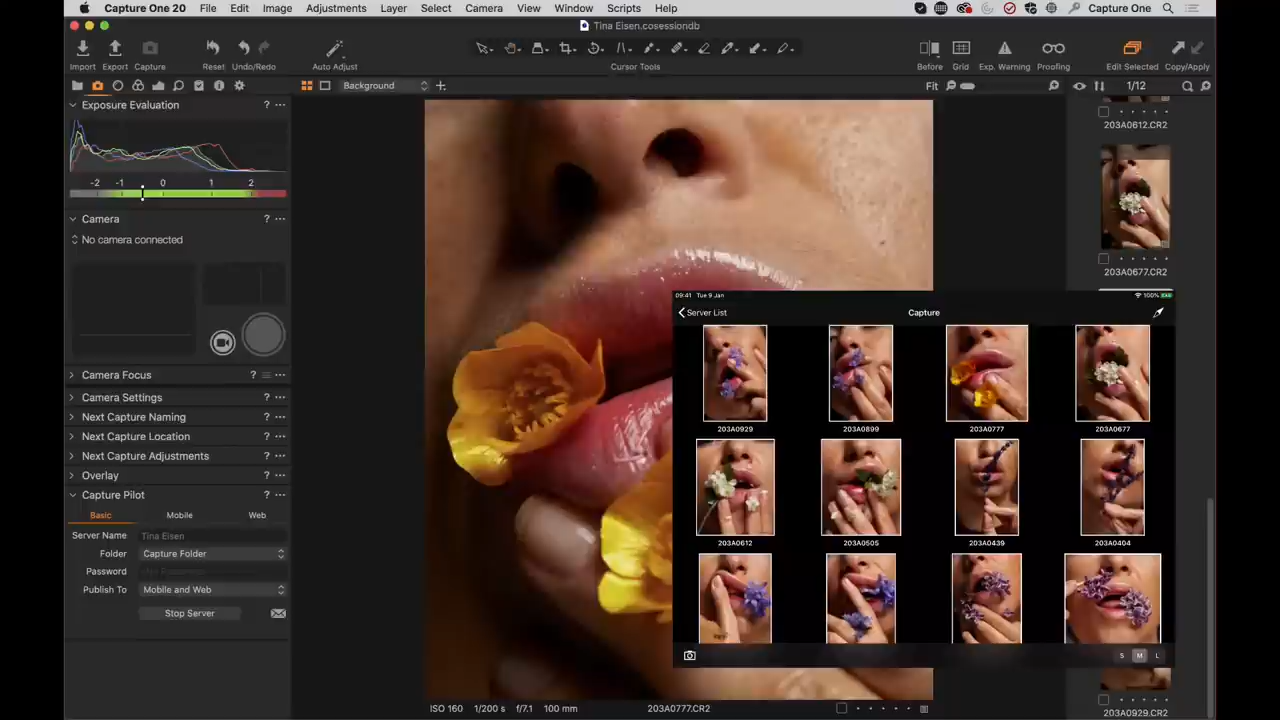 Capture One 20 File Edit Image Adjustments Layer Select Camera View Window Scripts Help Capture One
Tina Eisen.cosessiondb
Import Export Capture Reset Undo/Redo Auto Adjust Cursor Tools Before Grid Exp. Warning Proofing Edit Selected Copy/Apply
Background Fit 1/12
Exposure Evaluation ?
-2 -1 0 1 2
Camera ?
No camera connected
Camera Focus ?
Camera Settings ?
Next Capture Naming ?
Next Capture Location ?
Next Capture Adjustments ?
Overlay ?
Capture Pilot ?
Basic Mobile Web
Server Name Tina Eisen
Folder Capture Folder
Password
Publish To Mobile and Web
Stop Server
203A0612.CR2
203A0677.CR2
09:41 Tue 9 Jan 100%
Server List Capture
203A0929 203A0899 203A0777 203A0677
203A0612 203A0505 203A0439 203A0404
S M L
ISO 160 1/200 s f/7.1 100 mm 203A0777.CR2
203A0929.CR2